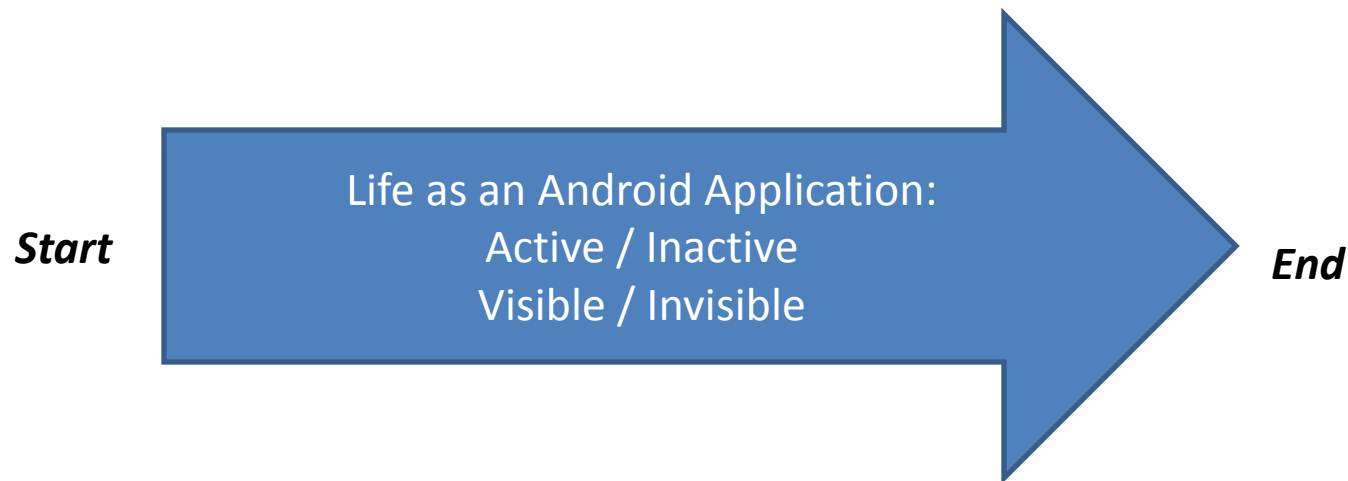 Start
Life as an Android Application:
Active / Inactive
Visible / Invisible
End